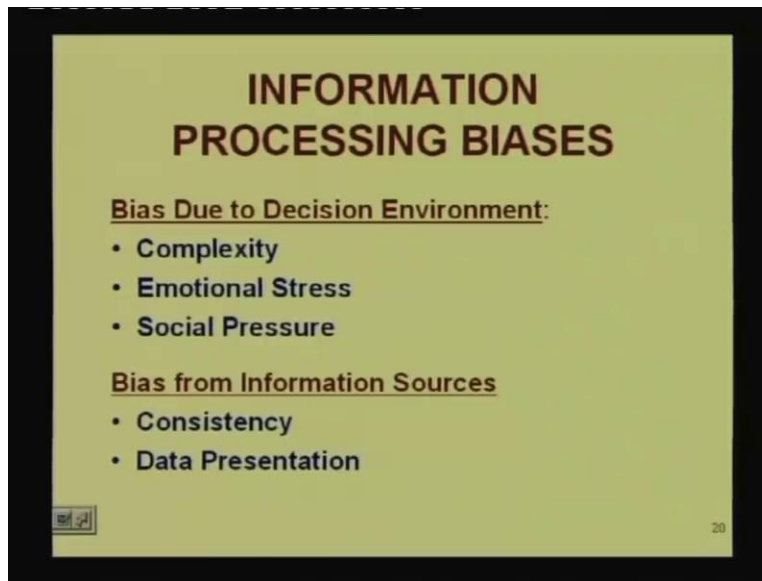 INFORMATION
PROCESSING BIASES
Bias Due to Decision Environment:
• Complexity
• Emotional Stress
• Social Pressure
Bias from Information Sources
• Consistency
• Data Presentation
20